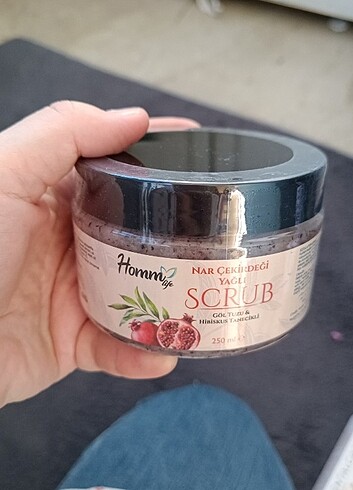 Homm
life
NAR ÇEKİRDEĞİ
YAĞLI
SCRUB
GÖL TUZU &
HİBİSKUS TANECİKLİ
250 ml